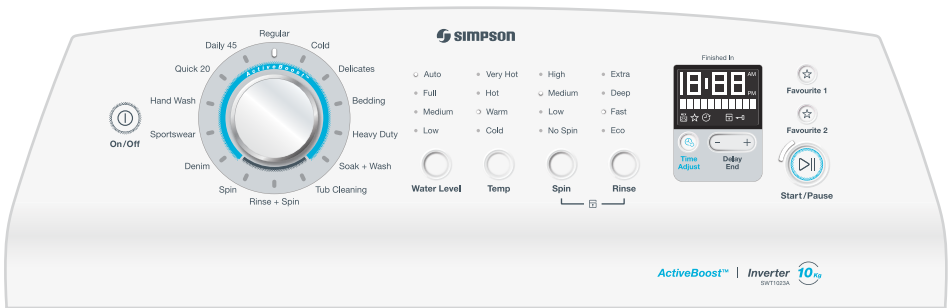 SIMPSON
Regular
Cold
Delicates
Bedding
Heavy Duty
Soak + Wash
Tub Cleaning
Rinse + Spin
Spin
Denim
Sportswear
Hand Wash
Quick 20
Daily 45
ActiveBoost™
On/Off
Auto
Full
Medium
Low
Water Level
Very Hot
Hot
Warm
Cold
Temp
High
Medium
Low
No Spin
Spin
Extra
Deep
Fast
Eco
Rinse
Finished In
18:88 AM
PM
Time
Adjust
- +
Delay
End
Favourite 1
Favourite 2
Start/Pause
ActiveBoost™ | Inverter 10 Kg
SWT1023A